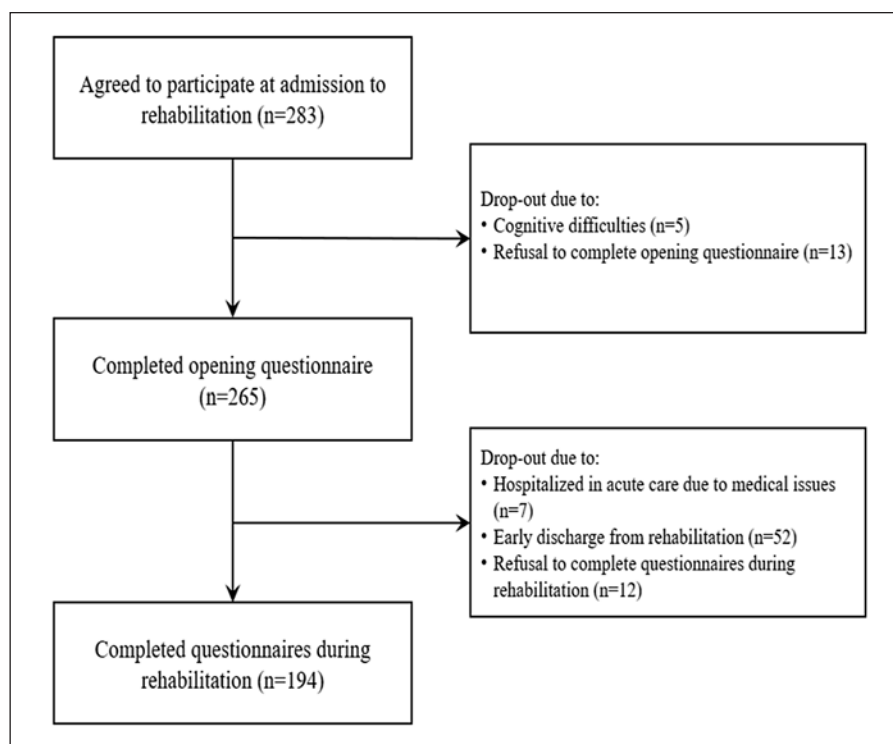 Agreed to participate at admission to
rehabilitation (n=283)
Drop-out due to:
• Cognitive difficulties (n=5)
• Refusal to complete opening questionnaire (n=13)
Completed opening questionnaire
(n=265)
Drop-out due to:
• Hospitalized in acute care due to medical issues
(n=7)
• Early discharge from rehabilitation (n=52)
• Refusal to complete questionnaires during
rehabilitation (n=12)
Completed questionnaires during
rehabilitation (n=194)